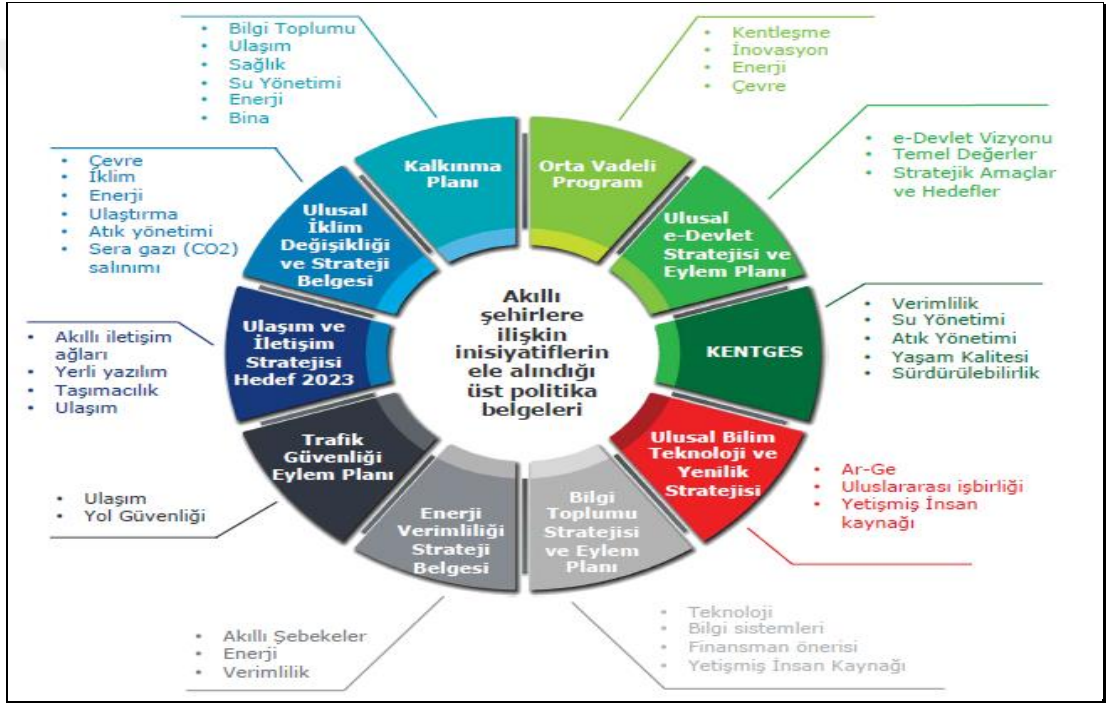 • Bilgi Toplumu
• Ulaşım
• Sağlık
• Su Yönetimi
• Enerji
• Bina
Kalkınma
Planı
• Kentleşme
• İnovasyon
• Enerji
• Çevre
Orta Vadeli
Program
• e-Devlet Vizyonu
• Temel Değerler
• Stratejik Amaçlar
ve Hedefler
Ulusal
e-Devlet
Stratejisi ve
Eylem Planı
• Verimlilik
• Su Yönetimi
• Atık Yönetimi
• Yaşam Kalitesi
• Sürdürülebilirlik
KENTGES
• Ar-Ge
• Uluslararası işbirliği
• Yetişmiş İnsan
kaynağı
Ulusal Bilim
Teknoloji ve
Yenilik
Stratejisi
• Teknoloji
• Bilgi sistemleri
• Finansman önerisi
• Yetişmiş İnsan Kaynağı
Bilgi
Toplumu
Stratejisi
ve Eylem
Planı
• Akıllı Şebekeler
• Enerji
• Verimlilik
Enerji
Verimliliği
Strateji
Belgesi
• Ulaşım
• Yol Güvenliği
Trafik
Güvenliği
Eylem Planı
• Akıllı iletişim
ağları
• Yerli yazılım
• Taşımacılık
• Ulaşım
Ulaşım ve
İletişim
Stratejisi
Hedef 2023
• Çevre
• İklim
• Enerji
• Ulaştırma
• Atık yönetimi
• Sera gazı (CO2)
salınımı
Ulusal
İklim
Değişikliği
ve Strateji
Belgesi
Akıllı
şehirlere
ilişkin
inisiyatiflerin
ele alındığı
üst politika
belgeleri